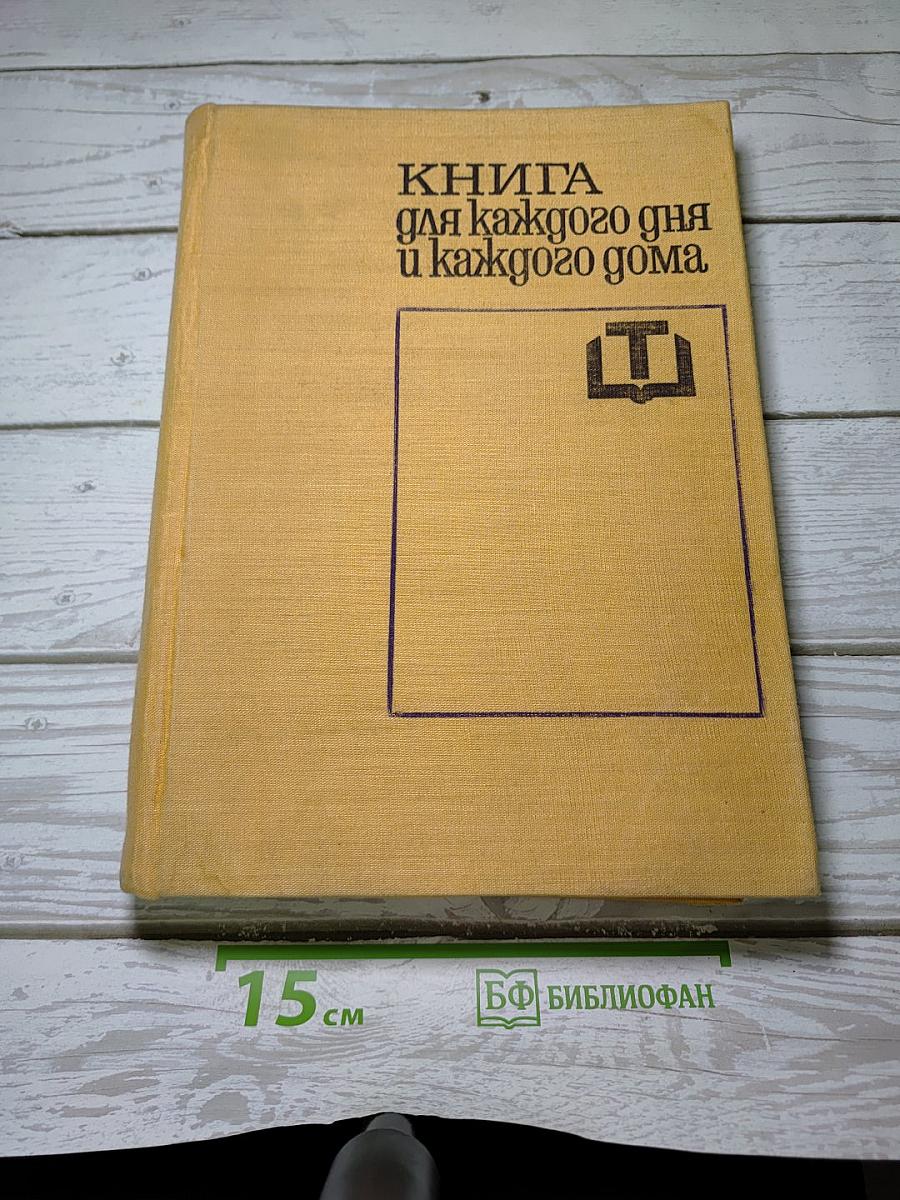 КНИГА
для каждого дня
и каждого дома
Т
15 см
БФ БИБЛИОФАН